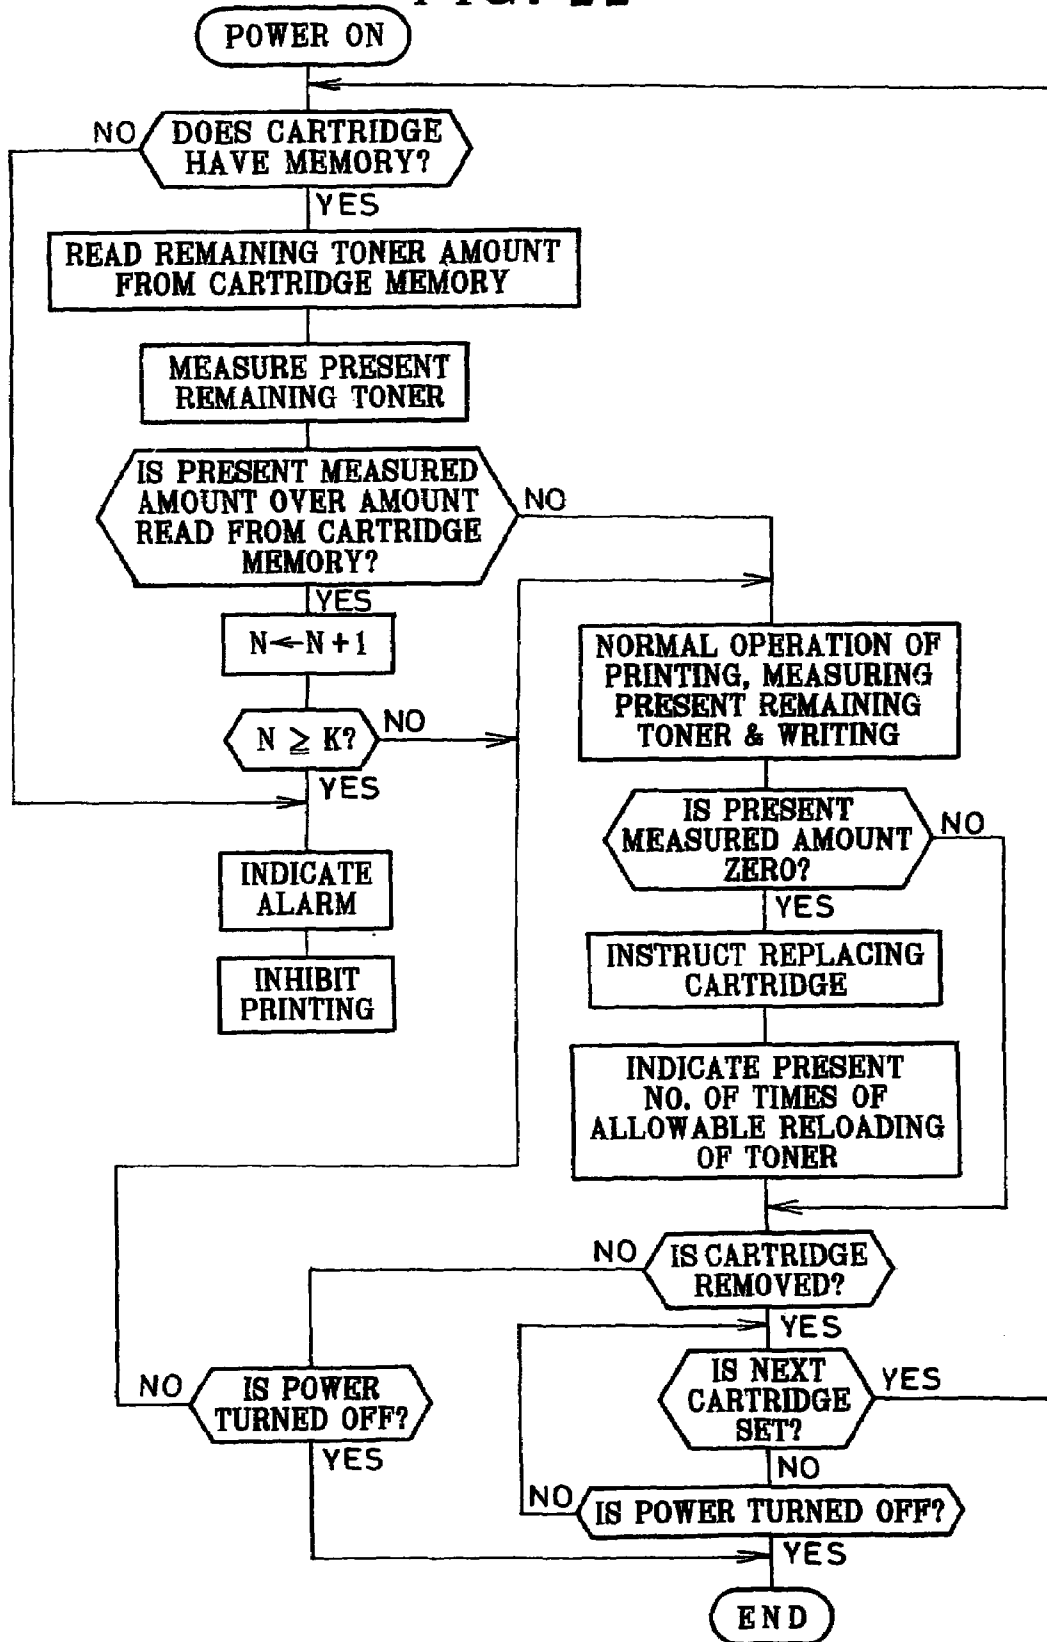 POWER ON
NO
DOES CARTRIDGE
HAVE MEMORY?
YES
READ REMAINING TONER AMOUNT
FROM CARTRIDGE MEMORY
MEASURE PRESENT
REMAINING TONER
IS PRESENT MEASURED
AMOUNT OVER AMOUNT
READ FROM CARTRIDGE
MEMORY?
NO
YES
N←N+1
N ≧ K?
NO
YES
INDICATE
ALARM
INHIBIT
PRINTING
NORMAL OPERATION OF
PRINTING, MEASURING
PRESENT REMAINING
TONER & WRITING
IS PRESENT
MEASURED AMOUNT
ZERO?
NO
YES
INSTRUCT REPLACING
CARTRIDGE
INDICATE PRESENT
NO. OF TIMES OF
ALLOWABLE RELOADING
OF TONER
NO
IS CARTRIDGE
REMOVED?
YES
NO
IS POWER
TURNED OFF?
YES
IS NEXT
CARTRIDGE
SET?
YES
NO
NO
IS POWER TURNED OFF?
YES
END